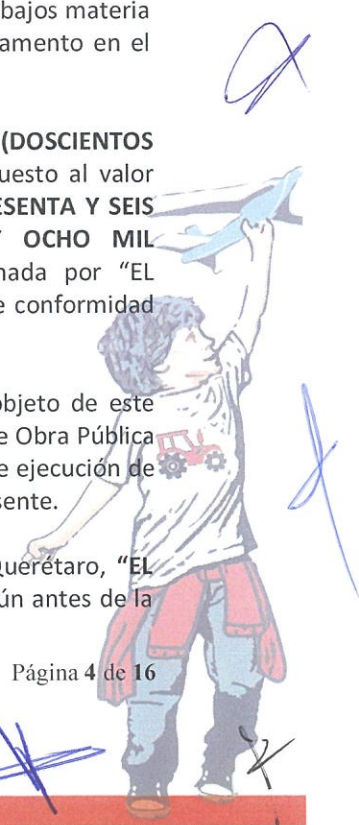 bajos materia
amento en el
(DOSCIENTOS
uesto al valor
ESENTA Y SEIS
OCHO MIL
nada por “EL
e conformidad
objeto de este
e Obra Pública
e ejecución de
sente.
Querétaro, “EL
ún antes de la
Página 4 de 16